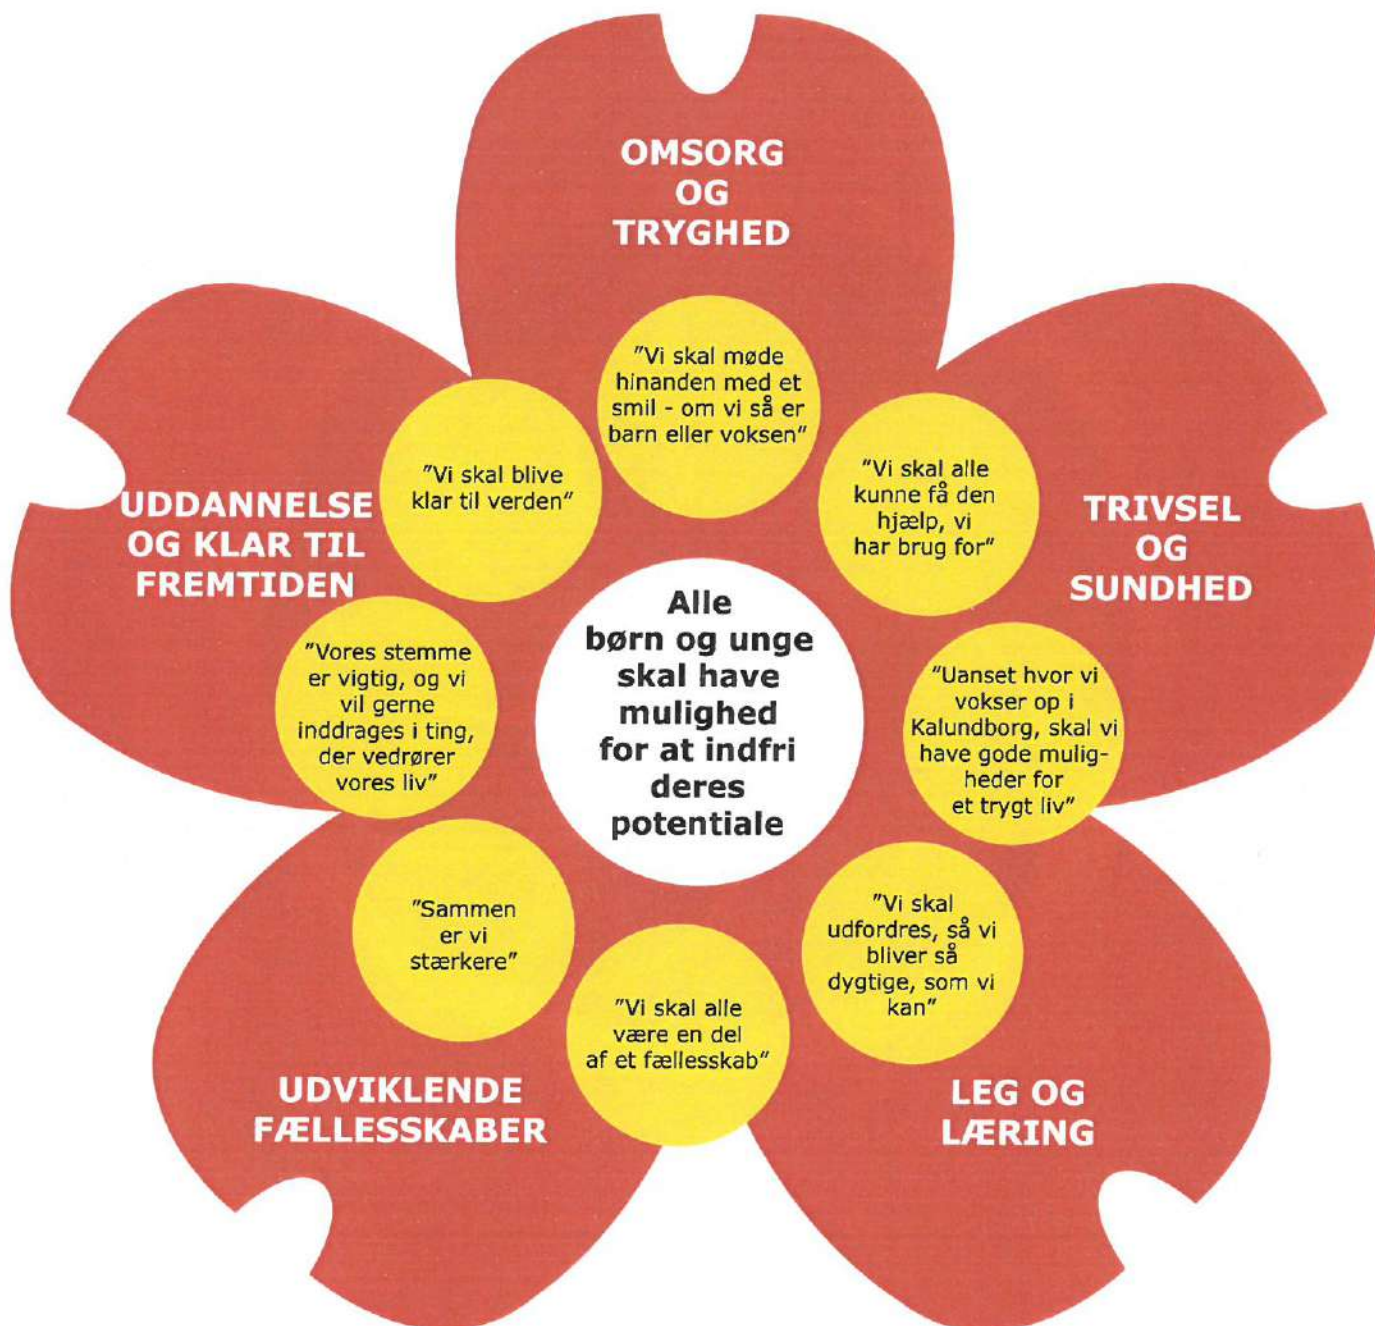 OMSORG
OG
TRYGHED
"Vi skal møde
hinanden med et
smil - om vi så er
barn eller voksen"
"Vi skal alle
kunne få den
hjælp, vi
har brug for"
TRIVSEL
OG
SUNDHED
"Uanset hvor vi
vokser op i
Kalundborg, skal vi
have gode mulig-
heder for
et trygt liv"
"Vi skal
udfordres, så vi
bliver så
dygtige, som vi
kan"
LEG OG
LÆRING
"Vi skal alle
være en del
af et fællesskab"
"Sammen
er vi
stærkere"
UDVIKLENDE
FÆLLESSKABER
"Vores stemme
er vigtig, og vi
vil gerne
inddrages i ting,
der vedrører
vores liv"
UDDANNELSE
OG KLAR TIL
FREMTIDEN
"Vi skal blive
klar til verden"
Alle
børn og unge
skal have
mulighed
for at indfri
deres
potentiale